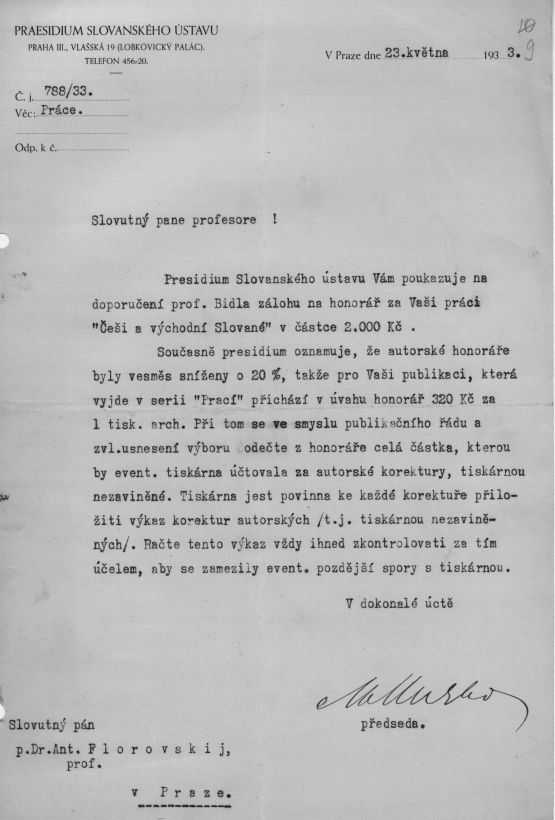 PRAESIDIUM SLOVANSKÉHO ÚSTAVU
PRAHA III., VLAŠSKÁ 19 (LOBKOVICKÝ PALÁC).
TELEFON 456-20.
V Praze dne 23.května 1933.
9
Č. j. 788/33.
Věc: Práce.
Odp. k č.
Slovutný pane profesore !
Presidium Slovanského ústavu Vám poukazuje na
doporučení prof. Bidla zálohu na honorář za Vaši práci
"Češi a východní Slované" v částce 2.000 Kč .
Současně presidium oznamuje, že autorské honoráře
byly vesměs sníženy o 20 %, takže pro Vaši publikaci, která
vyjde v serii "Prací" přichází v úvahu honorář 320 Kč za
1 tisk. arch. Při tom se ve smyslu publikačního řádu a
zvl.usnesení výboru odečte z honoráře celá částka, kterou
by event. tiskárna účtovala za autorské korektury, tiskárnou
nezaviněné. Tiskárna jest povinna ke každé korektuře přilo-
žiti výkaz korektur autorských /t.j. tiskárnou nezavině-
ných/. Račte tento výkaz vždy ihned zkontrolovati za tím
účelem, aby se zamezily event. pozdější spory s tiskárnou.
V dokonalé úctě
MMurko
předseda.
Slovutný pán
p.Dr.Ant. Florovskij,
prof.
v Praze.